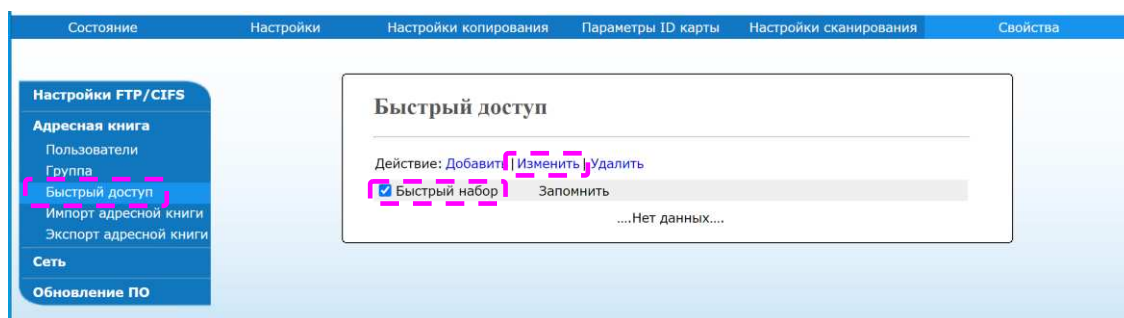 Состояние Настройки Настройки копирования Параметры ID карты Настройки сканирования Свойства
Настройки FTP/CIFS
Адресная книга
Пользователи
Группа
Быстрый доступ
Импорт адресной книги
Экспорт адресной книги
Сеть
Обновление ПО
Быстрый доступ
Действие: Добавить | Изменить | Удалить
Быстрый набор Запомнить
....Нет данных....